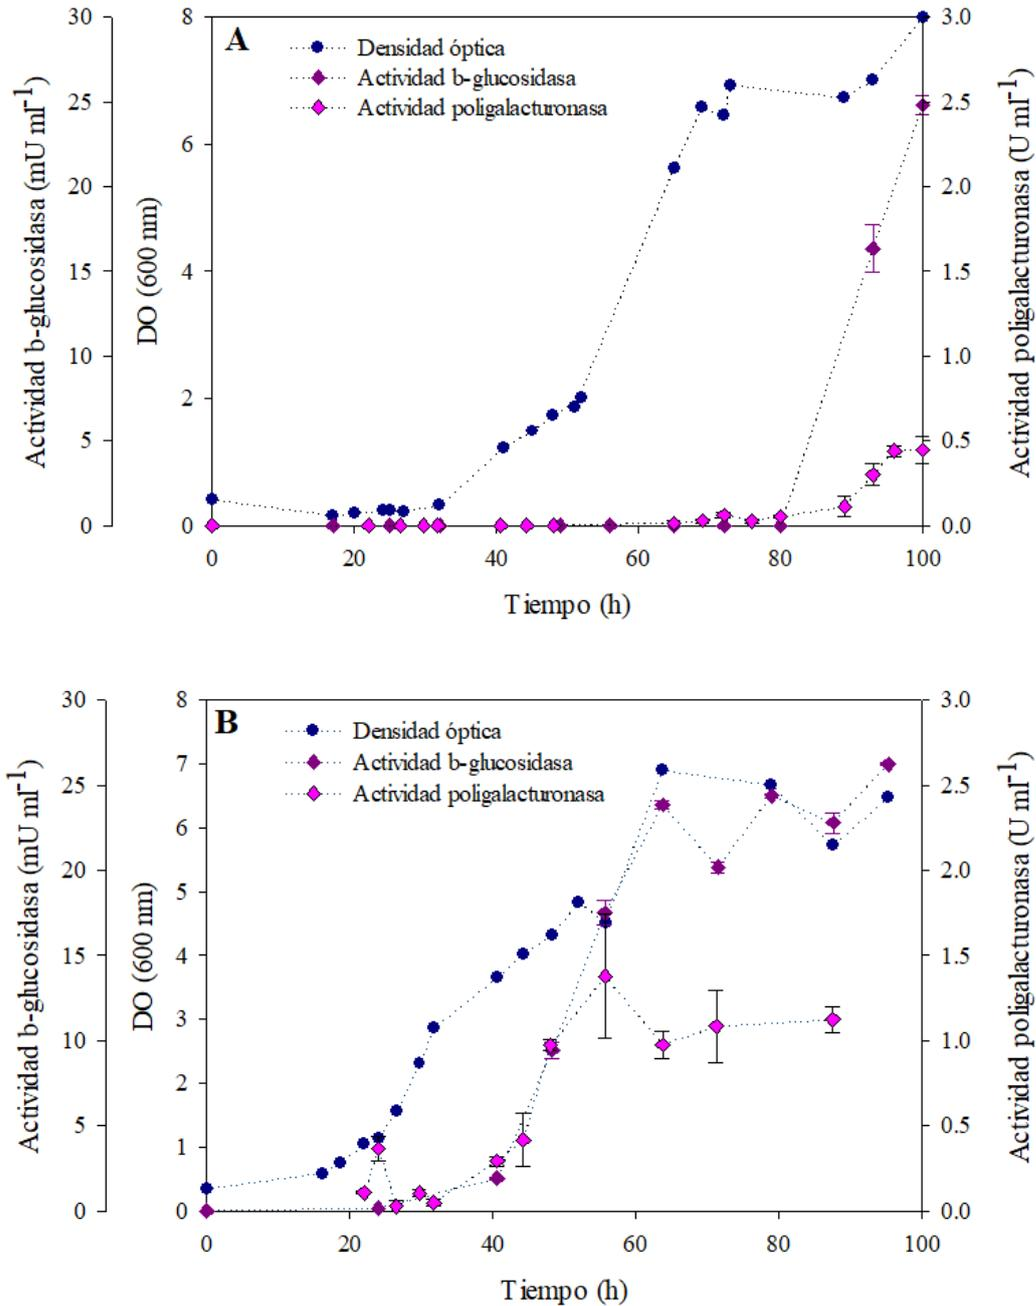 A
Densidad óptica
Actividad b-glucosidasa
Actividad poligalacturonasa
Actividad b-glucosidasa (mU ml-1)
30
25
20
15
10
5
0
DO (600 nm)
8
6
4
2
0
Actividad poligalacturonasa (U ml-1)
3.0
2.5
2.0
1.5
1.0
0.5
0.0
0 20 40 60 80 100
Tiempo (h)
B
Densidad óptica
Actividad b-glucosidasa
Actividad poligalacturonasa
Actividad b-glucosidasa (mU ml-1)
30
25
20
15
10
5
0
DO (600 nm)
8
7
6
5
4
3
2
1
0
Actividad poligalacturonasa (U ml-1)
3.0
2.5
2.0
1.5
1.0
0.5
0.0
0 20 40 60 80 100
Tiempo (h)